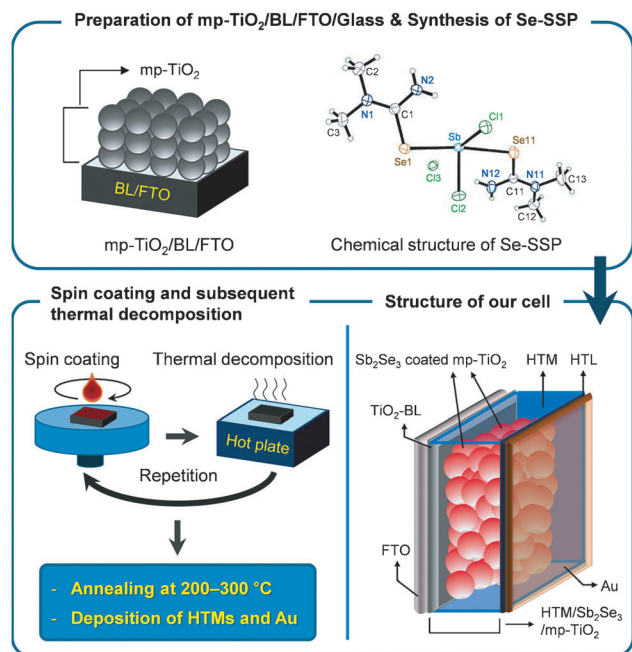 Preparation of mp-TiO₂/BL/FTO/Glass & Synthesis of Se-SSP
mp-TiO₂
BL/FTO
mp-TiO₂/BL/FTO
C2
N2
N1
C1
C3
Cl1
Sb
Se1
Se11
Cl3
N12
N11
C13
C11
Cl2
C12
Chemical structure of Se-SSP
Spin coating and subsequent
thermal decomposition
Spin coating
Thermal decomposition
Hot plate
Repetition
- Annealing at 200–300 °C
- Deposition of HTMs and Au
Structure of our cell
Sb₂Se₃ coated mp-TiO₂
HTM
HTL
TiO₂-BL
FTO
Au
HTM/Sb₂Se₃
/mp-TiO₂